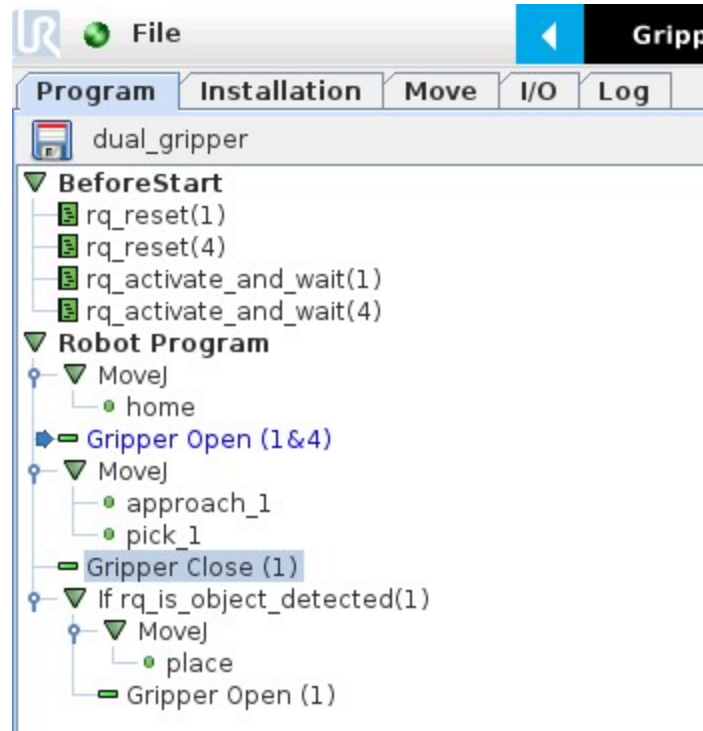 UR File Gripp
Program Installation Move I/O Log
dual_gripper
BeforeStart
rq_reset(1)
rq_reset(4)
rq_activate_and_wait(1)
rq_activate_and_wait(4)
Robot Program
MoveJ
home
Gripper Open (1&4)
MoveJ
approach_1
pick_1
Gripper Close (1)
If rq_is_object_detected(1)
MoveJ
place
Gripper Open (1)